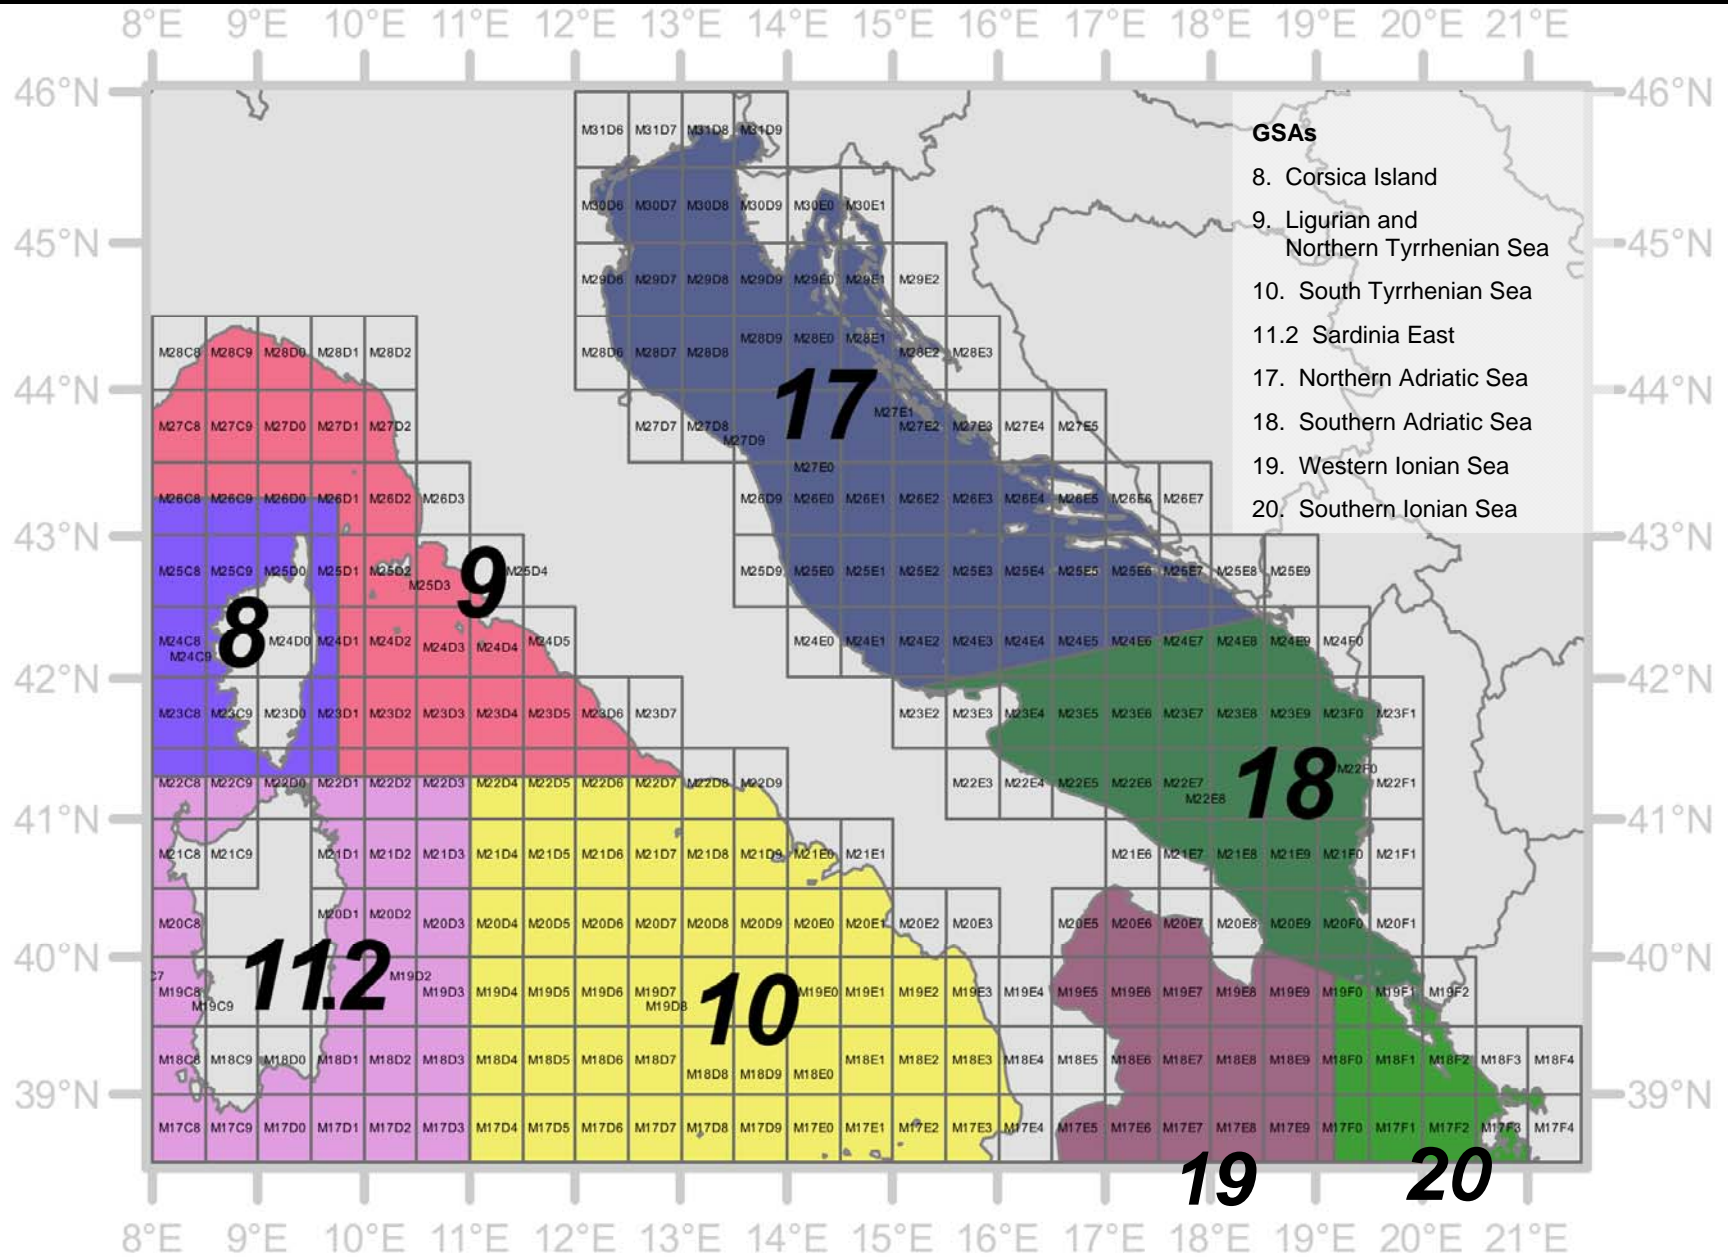 8°E 9°E 10°E 11°E 12°E 13°E 14°E 15°E 16°E 17°E 18°E 19°E 20°E 21°E
46°N 46°N
GSAs
8. Corsica Island
9. Ligurian and
Northern Tyrrhenian Sea
10. South Tyrrhenian Sea
11.2 Sardinia East
17. Northern Adriatic Sea
18. Southern Adriatic Sea
19. Western Ionian Sea
20. Southern Ionian Sea
M31D6 M31D7 M31D8 M31D9
M30D6 M30D7 M30D8 M30D9 M30E0 M30E1
45°N 45°N
M29D6 M29D7 M29D8 M29D9 M29E0 M29E1 M29E2
M28D9 M28E0 M28E1
M28C8 M28C9 M28D0 M28D1 M28D2 M28D6 M28D7 M28D8 M28E2 M28E3
44°N 44°N
17
M27E1
M27C8 M27C9 M27D0 M27D1 M27D2 M27D7 M27D8 M27E2 M27E3 M27E4 M27E5
M27D9
M27E0
M26C8 M26C9 M26D0 M26D1 M26D2 M26D3 M26D9 M26E0 M26E1 M26E2 M26E3 M26E4 M26E5 M26E6 M26E7
43°N 43°N
M25C8 M25C9 M25D0 M25D1 M25D2 M25D4 M25D9 M25E0 M25E1 M25E2 M25E3 M25E4 M25E5 M25E6 M25E7 M25E8 M25E9
M25D3
9
8
M24C8 M24D0 M24D1 M24D2 M24D3 M24D4 M24D5 M24E0 M24E1 M24E2 M24E3 M24E4 M24E5 M24E6 M24E7 M24E8 M24E9 M24F0
M24C9
42°N 42°N
M23C8 M23C9 M23D0 M23D1 M23D2 M23D3 M23D4 M23D5 M23D6 M23D7 M23E2 M23E3 M23E4 M23E5 M23E6 M23E7 M23E8 M23E9 M23F0 M23F1
M22F0
M22C8 M22C9 M22D0 M22D1 M22D2 M22D3 M22D4 M22D5 M22D6 M22D7 M22D8 M22D9 M22E3 M22E4 M22E5 M22E6 M22E7 M22F1
M22E8
18
41°N 41°N
M21C8 M21C9 M21D1 M21D2 M21D3 M21D4 M21D5 M21D6 M21D7 M21D8 M21D9 M21E0 M21E1 M21E6 M21E7 M21E8 M21E9 M21F0 M21F1
M20C8 M20D1 M20D2 M20D3 M20D4 M20D5 M20D6 M20D7 M20D8 M20D9 M20E0 M20E1 M20E2 M20E3 M20E5 M20E6 M20E7 M20E8 M20E9 M20F0 M20F1
40°N 40°N
C7 M19D2
M19C8 M19D3 M19D4 M19D5 M19D6 M19D7 M19E0 M19E1 M19E2 M19E3 M19E4 M19E5 M19E6 M19E7 M19E8 M19E9 M19F0 M19F1 M19F2
M19C9 M19D8
11.2 10
M18C8 M18C9 M18D0 M18D1 M18D2 M18D3 M18D4 M18D5 M18D6 M18D7 M18E1 M18E2 M18E3 M18E4 M18E5 M18E6 M18E7 M18E8 M18E9 M18F0 M18F1 M18F2 M18F3 M18F4
M18D8 M18D9 M18E0
39°N 39°N
M17C8 M17C9 M17D0 M17D1 M17D2 M17D3 M17D4 M17D5 M17D6 M17D7 M17D8 M17D9 M17E0 M17E1 M17E2 M17E3 M17E4 M17E5 M17E6 M17E7 M17E8 M17E9 M17F0 M17F1 M17F2 M17F3 M17F4
19 20
8°E 9°E 10°E 11°E 12°E 13°E 14°E 15°E 16°E 17°E 18°E 19°E 20°E 21°E